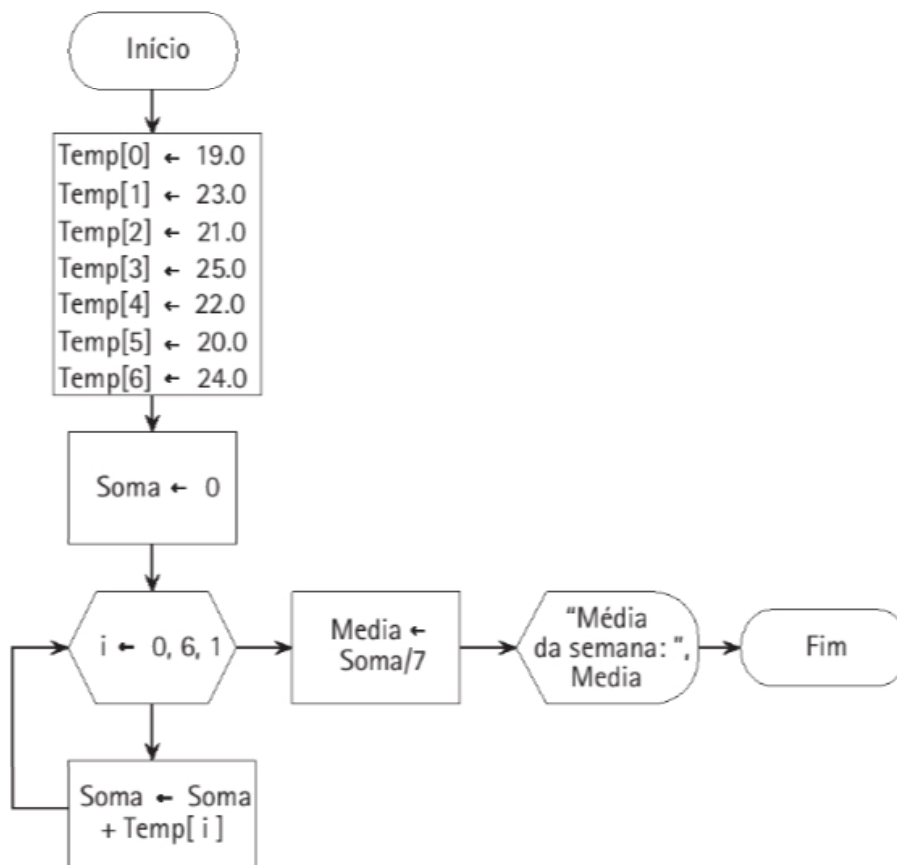 Início
Temp[0] ← 19.0
Temp[1] ← 23.0
Temp[2] ← 21.0
Temp[3] ← 25.0
Temp[4] ← 22.0
Temp[5] ← 20.0
Temp[6] ← 24.0
Soma ← 0
i ← 0, 6, 1
Media ←
Soma/7
“Média
da semana: ”,
Media
Fim
Soma ← Soma
+ Temp[ i ]